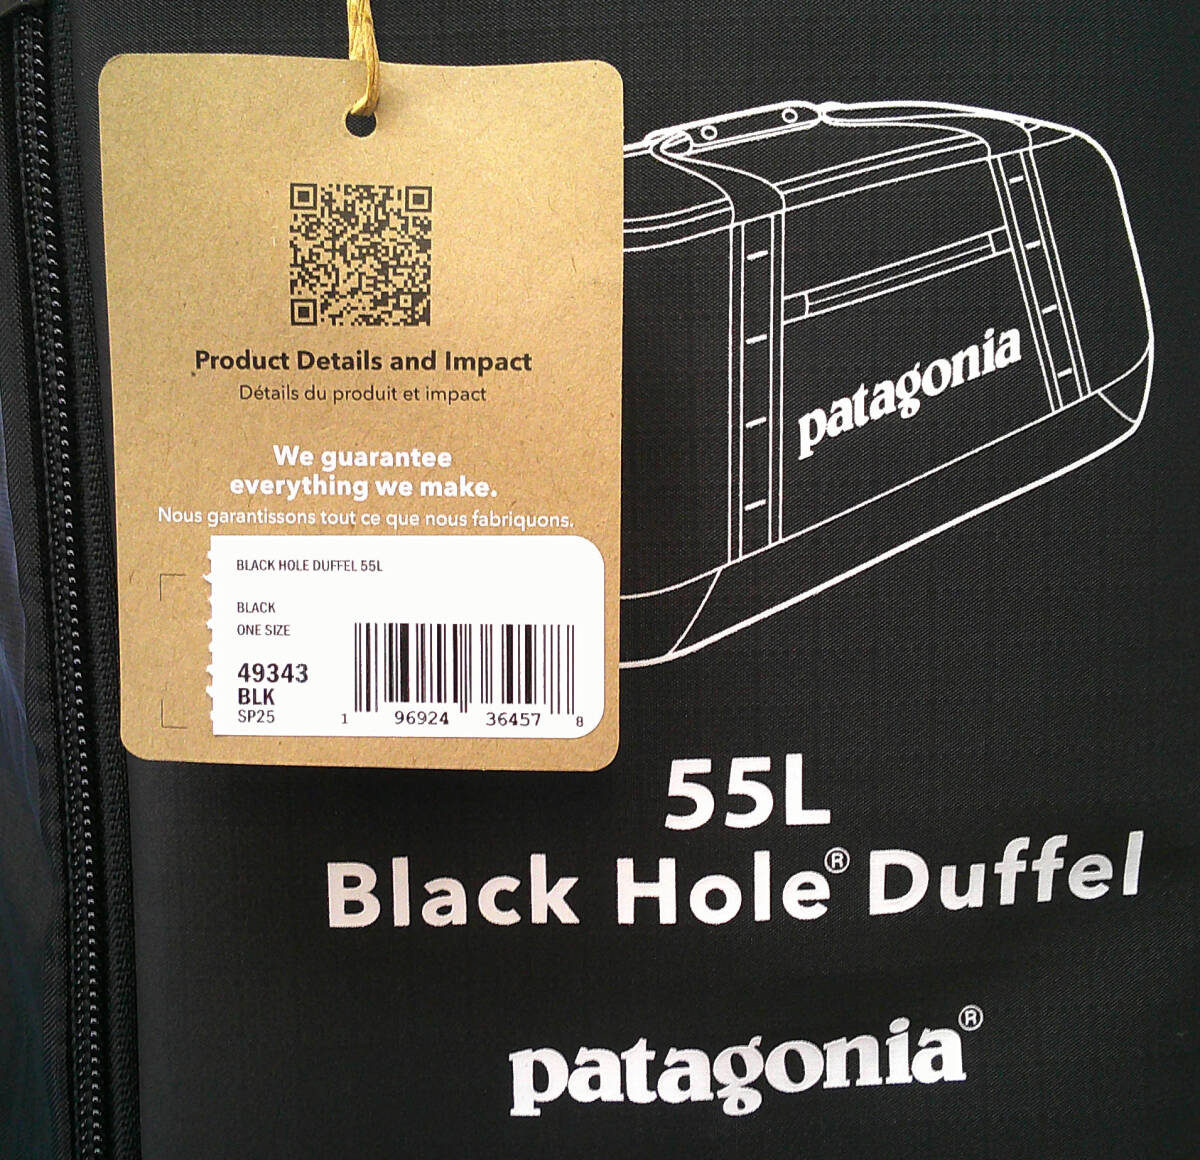 Product Details and Impact
Détails du produit et impact
We guarantee
everything we make.
Nous garantissons tout ce que nous fabriquons.
BLACK HOLE DUFFEL 55L
BLACK
ONE SIZE
49343
BLK
SP25
1 96924 36457 8
patagonia
55L
Black Hole® Duffel
patagonia®